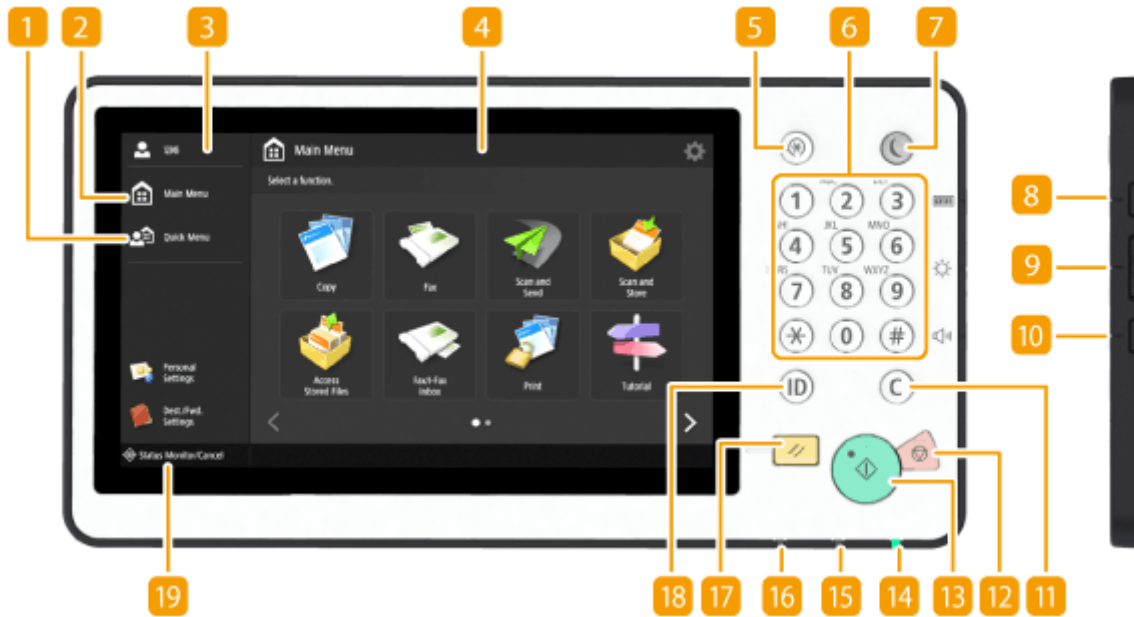 1
2
3
4
5
6
7
Main Menu
Select a function.
Main Menu
Quick Menu
Copy
Fax
Scan and
Send
Scan and
Store
Personal
Settings
Access
Stored Files
Fax/I-Fax
Inbox
Print
Tutorial
Dest./Fwd.
Settings
Status Monitor/Cancel
1
2
3
JKL
MNO
4
5
6
TUV
WXYZ
7
8
9
0
#
ID
C
8
9
10
19
18
17
16
15
14
13
12
11